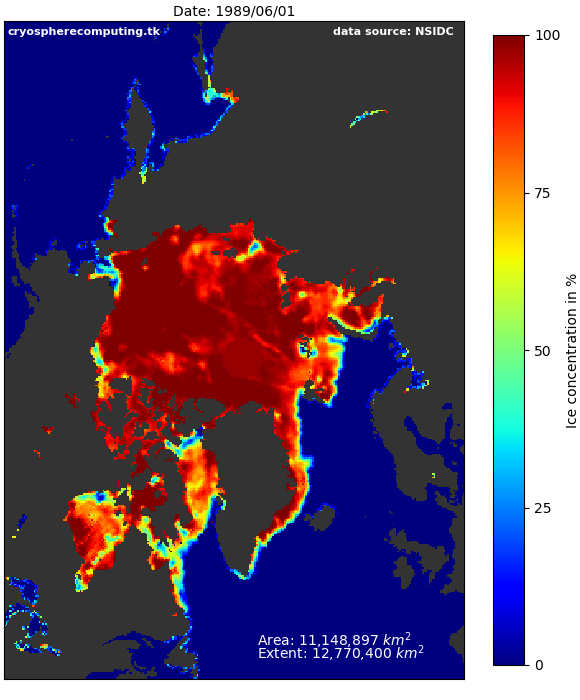 Date: 1989/06/01
cryospherecomputing.tk data source: NSIDC
100
75
50
25
0
Ice concentration in %
Area: 11,148,897 km²
Extent: 12,770,400 km²